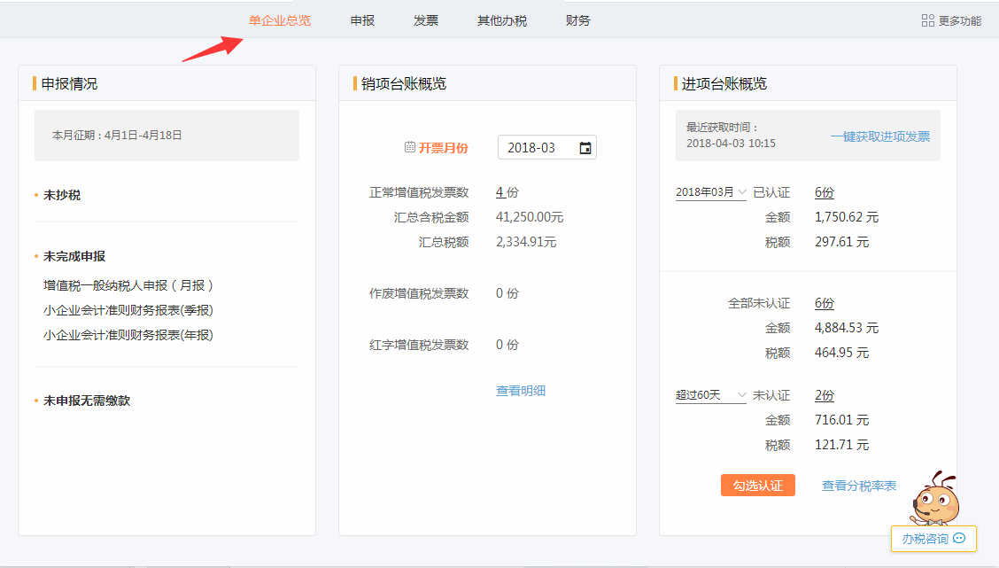 单企业总览 申报 发票 其他办税 财务 更多功能
申报情况
本月征期：4月1日-4月18日
未抄税
未完成申报
增值税一般纳税人申报（月报）
小企业会计准则财务报表(季报)
小企业会计准则财务报表(年报)
未申报无需缴款
销项台账概览
开票月份 2018-03
正常增值税发票数 4 份
汇总含税金额 41,250.00元
汇总税额 2,334.91元
作废增值税发票数 0 份
红字增值税发票数 0 份
查看明细
进项台账概览
最近获取时间：
2018-04-03 10:15
一键获取进项发票
2018年03月 已认证 6份
金额 1,750.62 元
税额 297.61 元
全部未认证 6份
金额 4,884.53 元
税额 464.95 元
超过60天 未认证 2份
金额 716.01 元
税额 121.71 元
勾选认证 查看分税率表
办税咨询